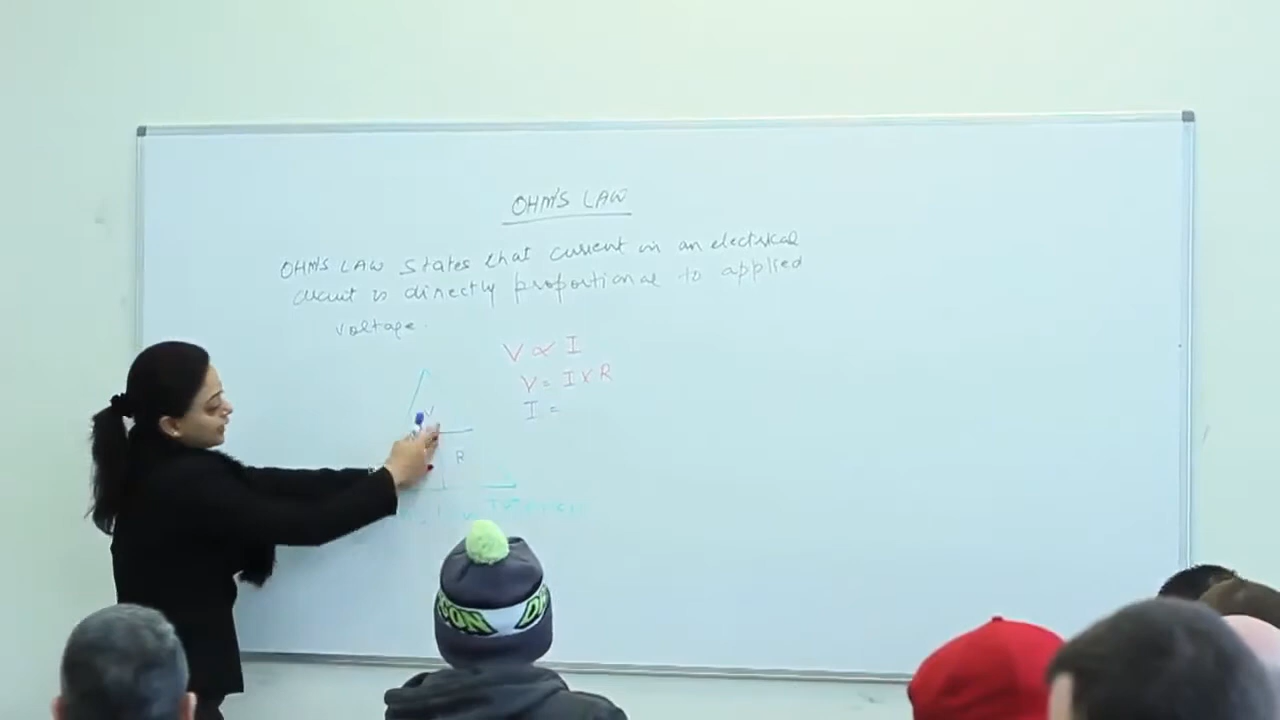 OHM'S LAW
OHM'S LAW states that current in an electrical
circuit is directly proportional to applied
voltage.
V ∝ I
V = I X R
I =
V
R